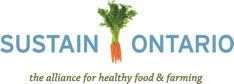 SUSTAIN ONTARIO
the alliance for healthy food & farming